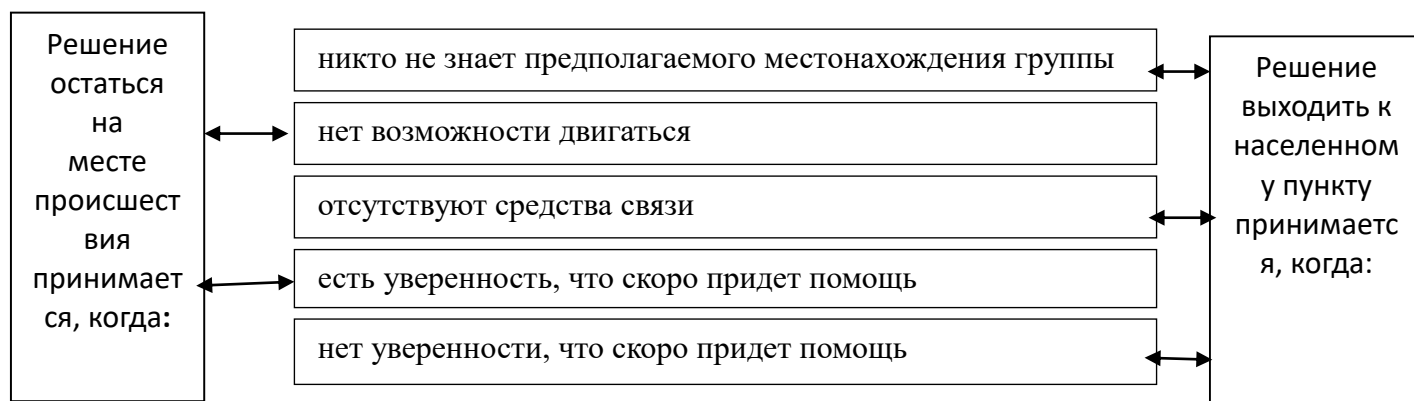 Решение
остаться
на
месте
происшест
вия
принимает
ся, когда:
никто не знает предполагаемого местонахождения группы
нет возможности двигаться
отсутствуют средства связи
есть уверенность, что скоро придет помощь
нет уверенности, что скоро придет помощь
Решение
выходить к
населенном
у пункту
принимаетс
я, когда: